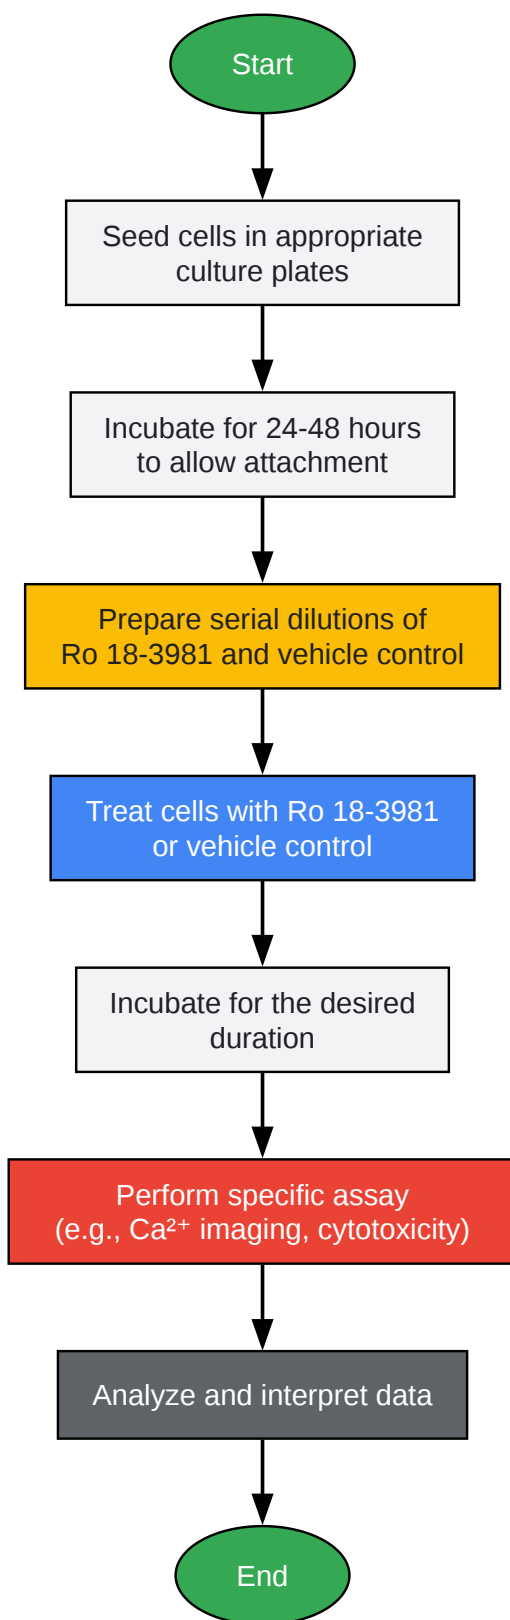 Start
Seed cells in appropriate
culture plates
Incubate for 24-48 hours
to allow attachment
Prepare serial dilutions of
Ro 18-3981 and vehicle control
Treat cells with Ro 18-3981
or vehicle control
Incubate for the desired
duration
Perform specific assay
(e.g., Ca²⁺ imaging, cytotoxicity)
Analyze and interpret data
End